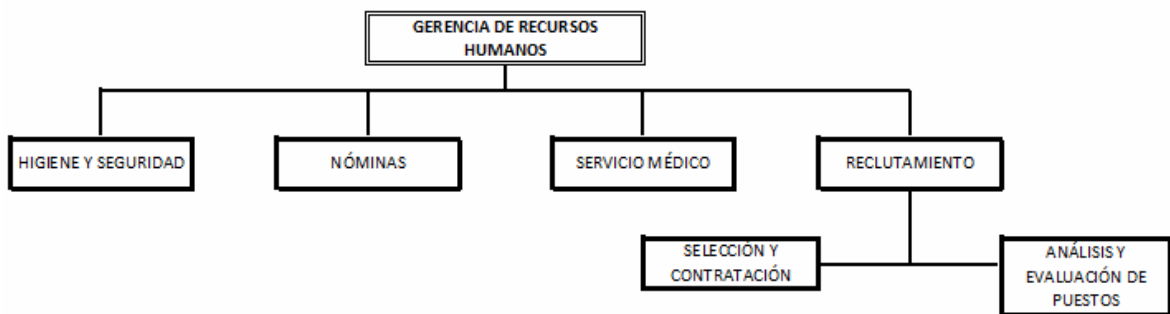 GERENCIA DE RECURSOS
HUMANOS
HIGIENE Y SEGURIDAD
NÓMINAS
SERVICIO MÉDICO
RECLUTAMIENTO
SELECCIÓN Y
CONTRATACIÓN
ANÁLISIS Y
EVALUACIÓN DE
PUESTOS